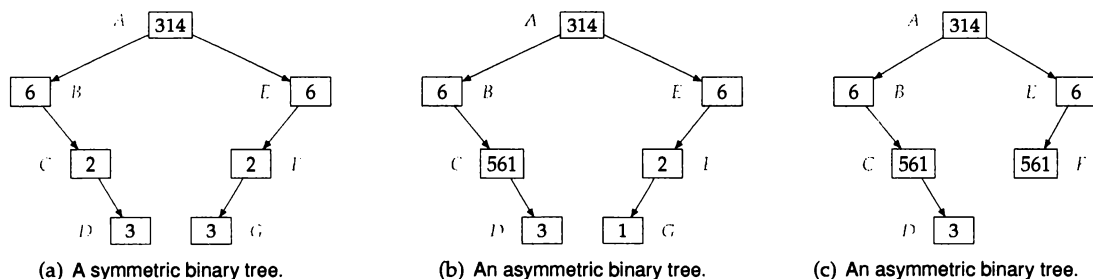 A 314
6 B E 6
C 2 2 F
D 3 3 G
(a) A symmetric binary tree.
A 314
6 B E 6
C 561 2
D 3 1 G
(b) An asymmetric binary tree.
A 314
6 B E 6
C 561 561 F
D 3
(c) An asymmetric binary tree.